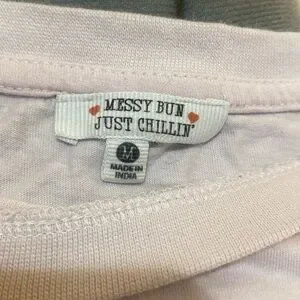 MESSY BUN
JUST CHILLIN'
M
MADE IN
INDIA